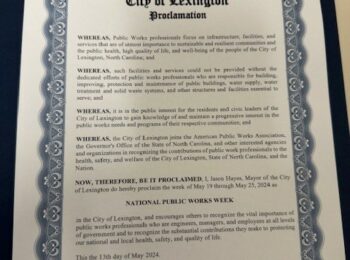 City of Lexington
Proclamation
WHEREAS, Public Works professionals focus on infrastructure, facilities, and
services that are of utmost importance to sustainable and resilient communities and
the public health, high quality of life, and well-being of the people of the City of
Lexington, North Carolina; and
WHEREAS, such facilities and services could not be provided without the
dedicated efforts of public works professionals who are responsible for building,
improving, protection and maintenance of public buildings, water supply, water
treatment and solid waste systems, and other structures and facilities essential to
serve; and
WHEREAS, it is in the public interest for the residents and civic leaders of the
City of Lexington to gain knowledge of and maintain a progressive interest in the
public works needs and programs of their respective communities; and
WHEREAS, the city of Lexington joins the American Public Works Association,
the Governor's Office of the State of North Carolina, and other interested agencies
and organizations in recognizing the contributions of public work professionals to the
health, safety, and welfare of the City of Lexington, State of North Carolina, and the
Nation.
NOW, THEREFORE, BE IT PROCLAIMED, I, Jason Hayes, Mayor of the City
of Lexington do hereby proclaim the week of May 19 through May 25, 2024 as
NATIONAL PUBLIC WORKS WEEK
in the City of Lexington, and encourages others to recognize the vital importance of
public works professionals who are engineers, managers, and employees at all levels
of government and to recognize the substantial contributions they make to protecting
our national and local health, safety, and quality of life.
This the 13th day of May 2024.